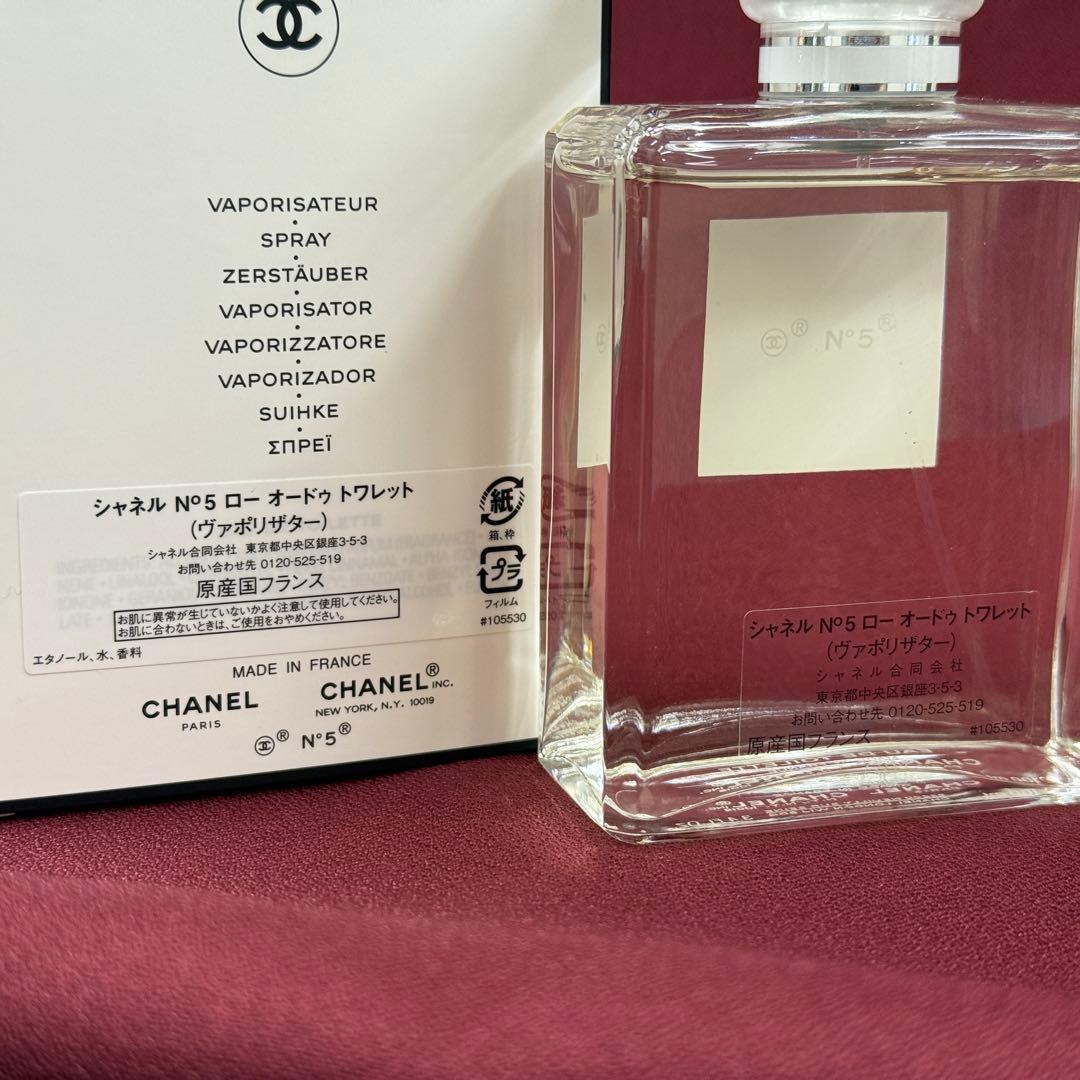 VAPORISATEUR
SPRAY
ZERSTÄUBER
VAPORISATOR
VAPORIZZATORE
VAPORIZADOR
SUIHKE
ΣΠΡΕΪ
シャネル Nº5 ロー オードゥ トワレット
(ヴァポリザター)
シャネル合同会社 東京都中央区銀座3-5-3
お問い合わせ先 0120-525-519
原産国フランス
お肌に異常が生じていないかよく注意して使用してください。
お肌に合わないときは、ご使用をおやめください。
エタノール、水、香料
紙
箱、枠
プラ
フィルム
#105530
MADE IN FRANCE
CHANEL
PARIS
CHANEL® INC.
NEW YORK, N.Y. 10019
® N°5®
® N°5®
シャネル Nº5 ロー オードゥ トワレット
(ヴァポリザター)
シャネル合同会社
東京都中央区銀座3-5-3
お問い合わせ先 0120-525-519
原産国フランス
#105530
CHANEL®